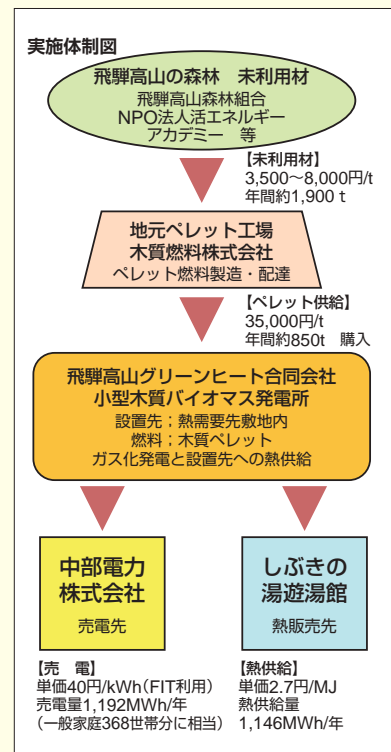 実施体制図
飛騨高山の森林　未利用材
飛騨高山森林組合
NPO法人活エネルギー
アカデミー　等
【未利用材】
3,500～8,000円/t
年間約1,900 t
地元ペレット工場
木質燃料株式会社
ペレット燃料製造・配達
【ペレット供給】
35,000円/t
年間約850t　購入
飛騨高山グリーンヒート合同会社
小型木質バイオマス発電所
設置先；熱需要先敷地内
燃料；木質ペレット
ガス化発電と設置先への熱供給
中部電力
株式会社
売電先
【売　電】
単価40円/kWh（FIT利用）
売電量1,192MWh/年
（一般家庭368世帯分に相当）
しぶきの
湯遊湯館
熱販売先
【熱供給】
単価2.7円/MJ
熱供給量
1,146MWh/年